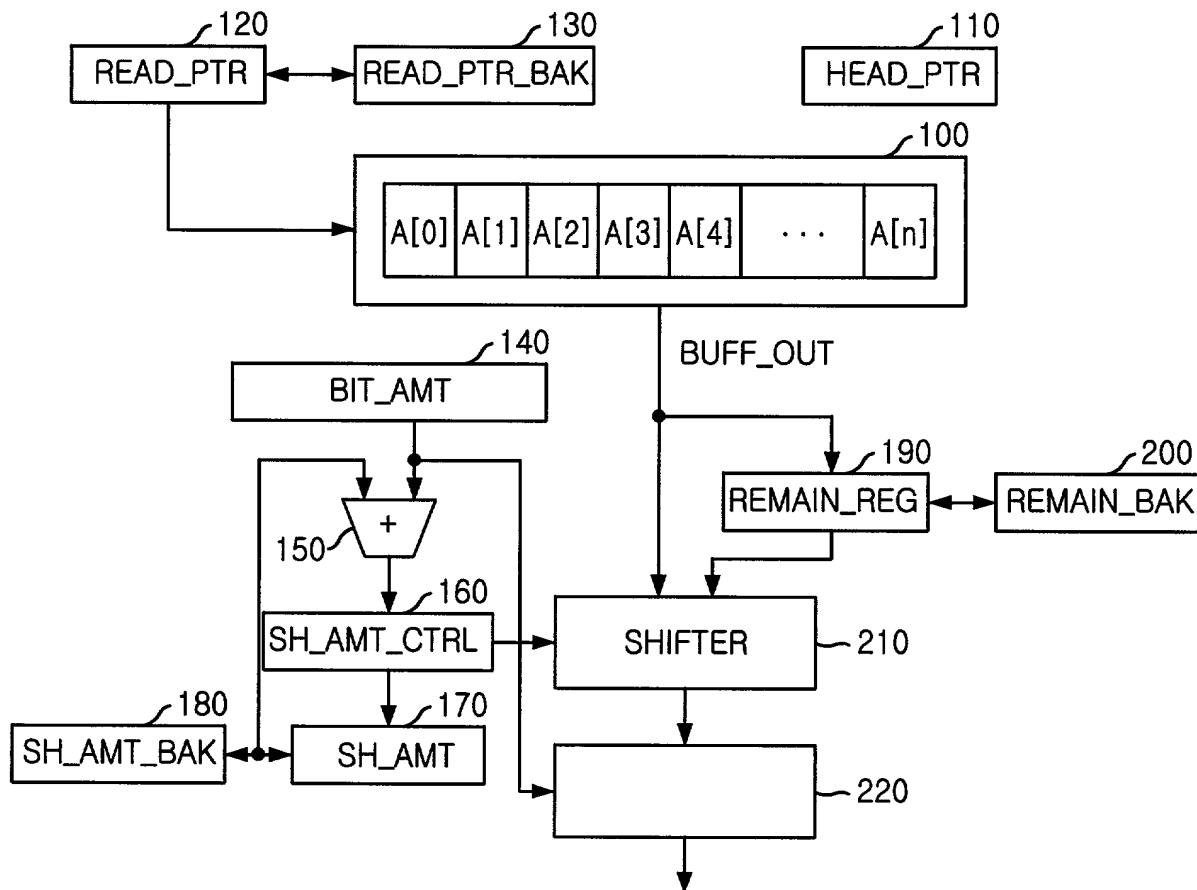 120
READ_PTR
130
READ_PTR_BAK
110
HEAD_PTR
100
A[0] A[1] A[2] A[3] A[4] ... A[n]
BUFF_OUT
140
BIT_AMT
190
REMAIN_REG
200
REMAIN_BAK
+
150
160
SH_AMT_CTRL
SHIFTER
210
180
SH_AMT_BAK
170
SH_AMT
220